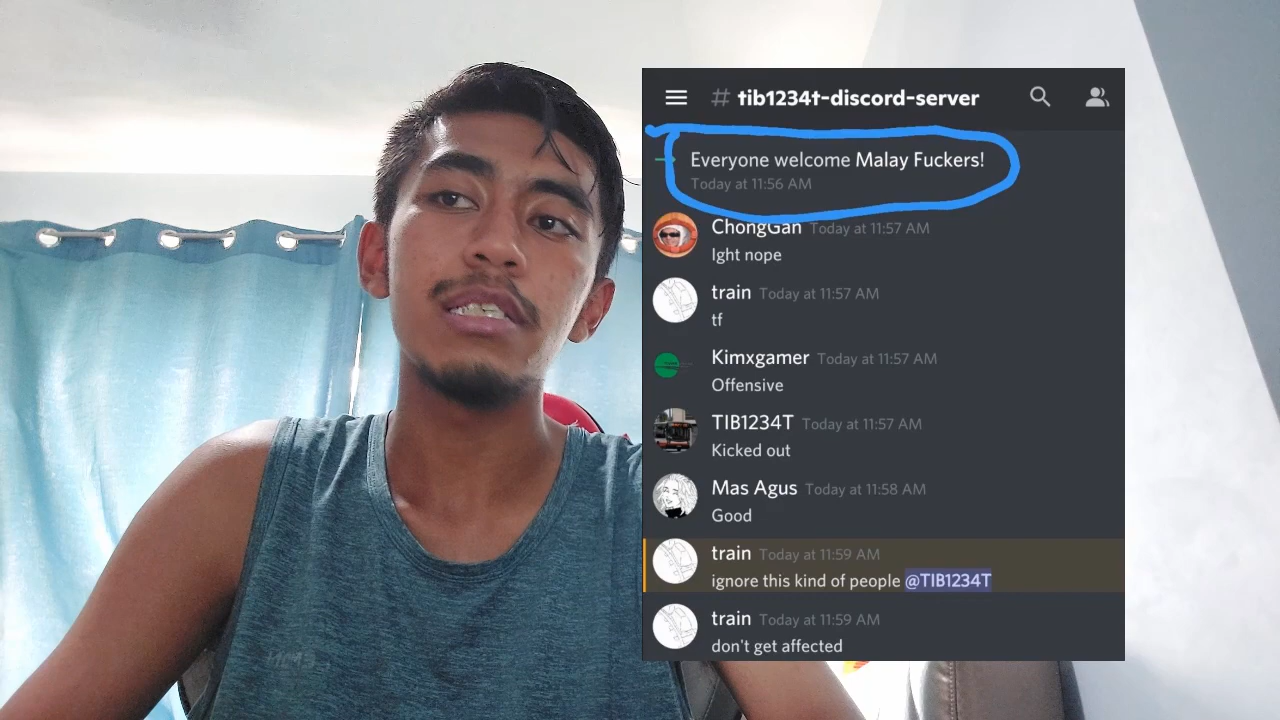 # tib1234t-discord-server
Everyone welcome Malay Fuckers!
Today at 11:56 AM
ChongGan Today at 11:57 AM
Ight nope
train Today at 11:57 AM
tf
Kimxgamer Today at 11:57 AM
Offensive
TIB1234T Today at 11:57 AM
Kicked out
Mas Agus Today at 11:58 AM
Good
train Today at 11:59 AM
ignore this kind of people @TIB1234T
train Today at 11:59 AM
don't get affected